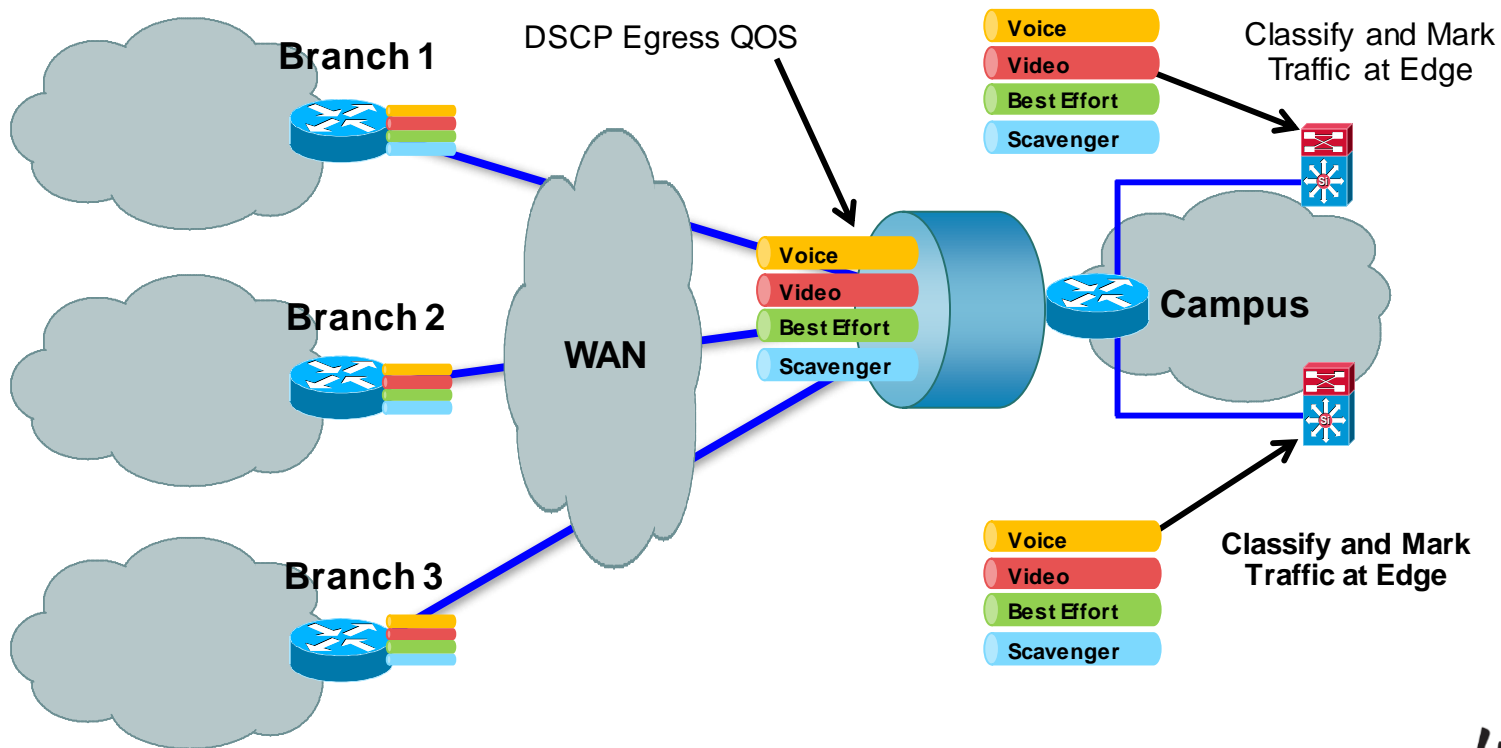 Branch 1
DSCP Egress QOS
Voice
Video
Best Effort
Scavenger
Classify and Mark
Traffic at Edge
Si
Branch 2
WAN
Voice
Video
Best Effort
Scavenger
Campus
Si
Branch 3
Voice
Video
Best Effort
Scavenger
Classify and Mark
Traffic at Edge